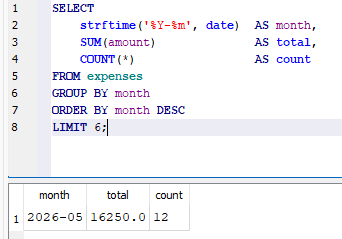 1 SELECT
2 strftime('%Y-%m', date) AS month,
3 SUM(amount) AS total,
4 COUNT(*) AS count
5 FROM expenses
6 GROUP BY month
7 ORDER BY month DESC
8 LIMIT 6;
month total count
1 2026-05 16250.0 12